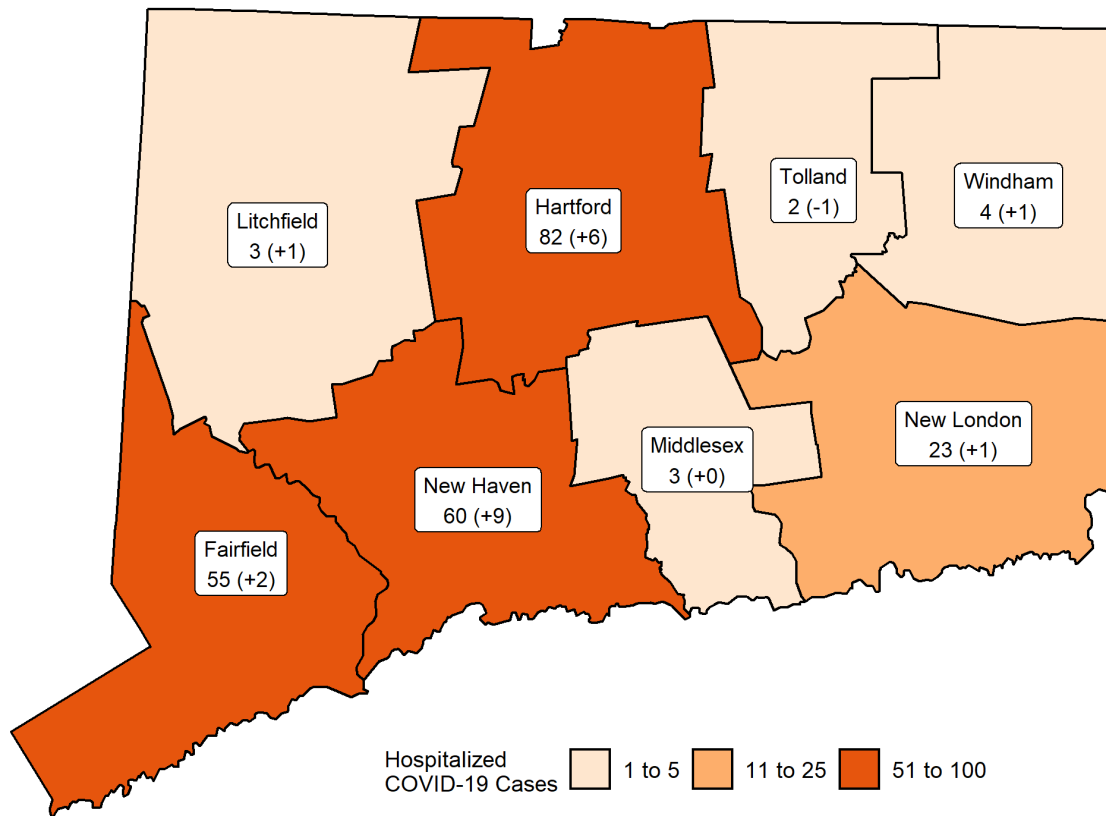 Litchfield
3 (+1)
Hartford
82 (+6)
Tolland
2 (-1)
Windham
4 (+1)
New London
23 (+1)
Middlesex
3 (+0)
New Haven
60 (+9)
Fairfield
55 (+2)
Hospitalized
COVID-19 Cases
1 to 5
11 to 25
51 to 100